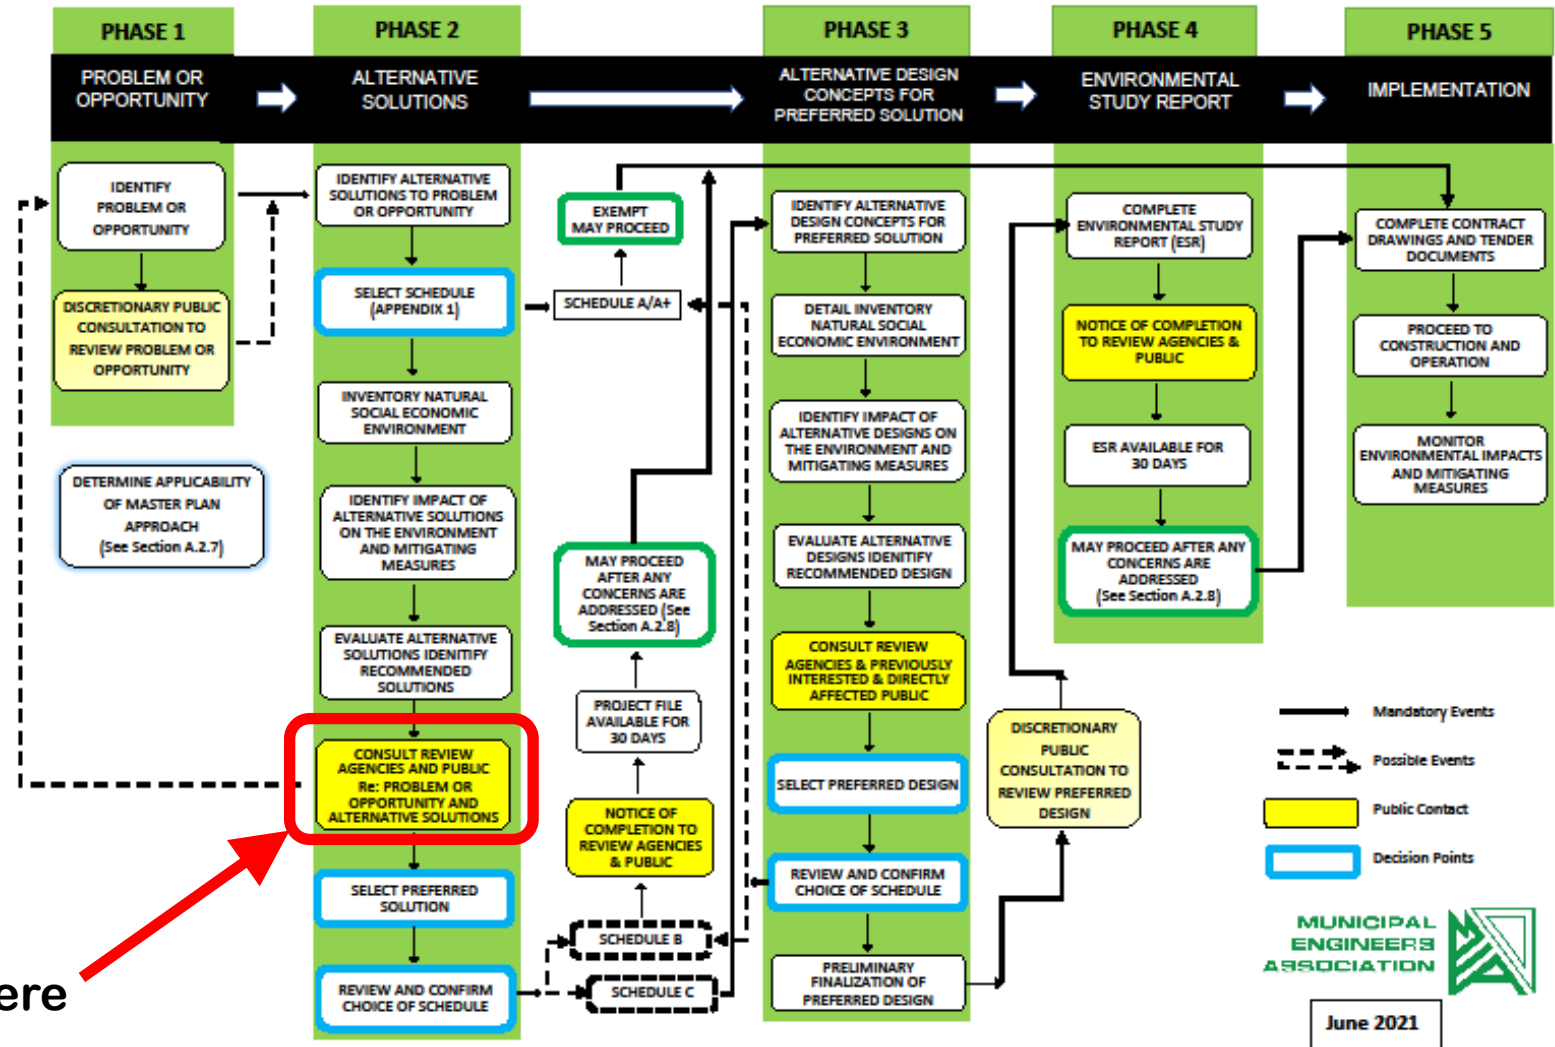 PHASE 1
PHASE 2
PHASE 3
PHASE 4
PHASE 5
PROBLEM OR
OPPORTUNITY
ALTERNATIVE
SOLUTIONS
ALTERNATIVE DESIGN
CONCEPTS FOR
PREFERRED SOLUTION
ENVIRONMENTAL
STUDY REPORT
IMPLEMENTATION
IDENTIFY
PROBLEM OR
OPPORTUNITY
DISCRETIONARY PUBLIC
CONSULTATION TO
REVIEW PROBLEM OR
OPPORTUNITY
DETERMINE APPLICABILITY
OF MASTER PLAN
APPROACH
(See Section A.2.7)
IDENTIFY ALTERNATIVE
SOLUTIONS TO PROBLEM
OR OPPORTUNITY
SELECT SCHEDULE
(APPENDIX 1)
INVENTORY NATURAL
SOCIAL ECONOMIC
ENVIRONMENT
IDENTIFY IMPACT OF
ALTERNATIVE SOLUTIONS
ON THE ENVIRONMENT
AND MITIGATING
MEASURES
EVALUATE ALTERNATIVE
SOLUTIONS IDENITIFY
RECOMMENDED
SOLUTIONS
CONSULT REVIEW
AGENCIES AND PUBLIC
Re: PROBLEM OR
OPPORTUNITY AND
ALTERNATIVE SOLUTIONS
SELECT PREFERRED
SOLUTION
REVIEW AND CONFIRM
CHOICE OF SCHEDULE
ere
EXEMPT
MAY PROCEED
SCHEDULE A/A+
MAY PROCEED
AFTER ANY
CONCERNS ARE
ADDRESSED (See
Section A.2.8)
PROJECT FILE
AVAILABLE FOR
30 DAYS
NOTICE OF
COMPLETION TO
REVIEW AGENCIES
& PUBLIC
SCHEDULE B
SCHEDULE C
IDENTIFY ALTERNATIVE
DESIGN CONCEPTS FOR
PREFERRED SOLUTION
DETAIL INVENTORY
NATURAL SOCIAL
ECONOMIC ENVIRONMENT
IDENTIFY IMPACT OF
ALTERNATIVE DESIGNS ON
THE ENVIRONMENT AND
MITIGATING MEASURES
EVALUATE ALTERNATIVE
DESIGNS IDENITIFY
RECOMMENDED DESIGN
CONSULT REVIEW
AGENCIES & PREVIOUSLY
INTERESTED & DIRECTLY
AFFECTED PUBLIC
SELECT PREFERRED DESIGN
REVIEW AND CONFIRM
CHOICE OF SCHEDULE
PRELIMINARY
FINALIZATION OF
PREFERRED DESIGN
DISCRETIONARY
PUBLIC
CONSULTATION TO
REVIEW PREFERRED
DESIGN
COMPLETE
ENVIRONMENTAL STUDY
REPORT (ESR)
NOTICE OF COMPLETION
TO REVIEW AGENCIES &
PUBLIC
ESR AVAILABLE FOR
30 DAYS
MAY PROCEED AFTER ANY
CONCERNS ARE
ADDRESSED
(See Section A.2.8)
COMPLETE CONTRACT
DRAWINGS AND TENDER
DOCUMENTS
PROCEED TO
CONSTRUCTION AND
OPERATION
MONITOR
ENVIRONMENTAL IMPACTS
AND MITIGATING
MEASURES
Mandatory Events
Possible Events
Public Contact
Decision Points
MUNICIPAL
ENGINEERS
ASSOCIATION
June 2021